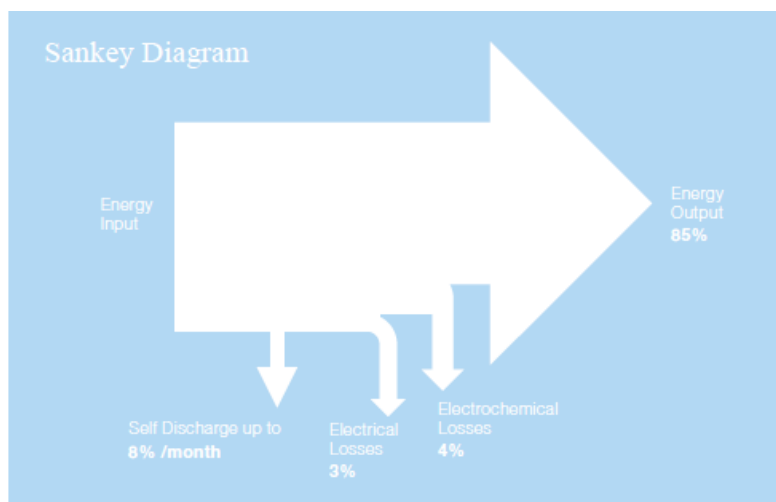 Sankey Diagram
Energy
Input
Energy
Output
85%
Self Discharge up to
8% /month
Electrical
Losses
3%
Electrochemical
Losses
4%